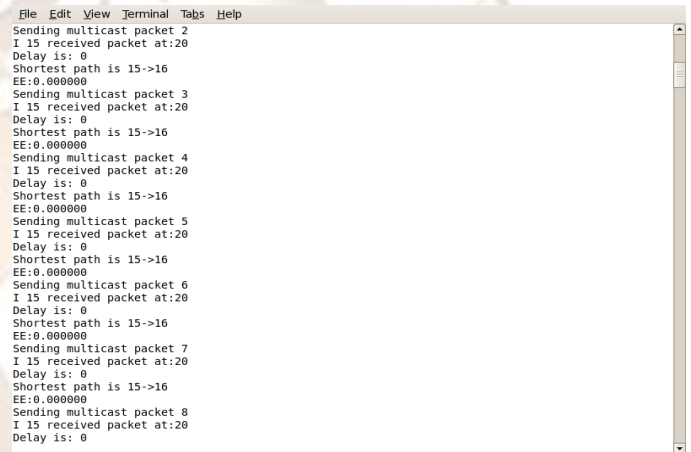 File Edit View Terminal Tabs Help
Sending multicast packet 2
I 15 received packet at:20
Delay is: 0
Shortest path is 15->16
EE:0.000000
Sending multicast packet 3
I 15 received packet at:20
Delay is: 0
Shortest path is 15->16
EE:0.000000
Sending multicast packet 4
I 15 received packet at:20
Delay is: 0
Shortest path is 15->16
EE:0.000000
Sending multicast packet 5
I 15 received packet at:20
Delay is: 0
Shortest path is 15->16
EE:0.000000
Sending multicast packet 6
I 15 received packet at:20
Delay is: 0
Shortest path is 15->16
EE:0.000000
Sending multicast packet 7
I 15 received packet at:20
Delay is: 0
Shortest path is 15->16
EE:0.000000
Sending multicast packet 8
I 15 received packet at:20
Delay is: 0